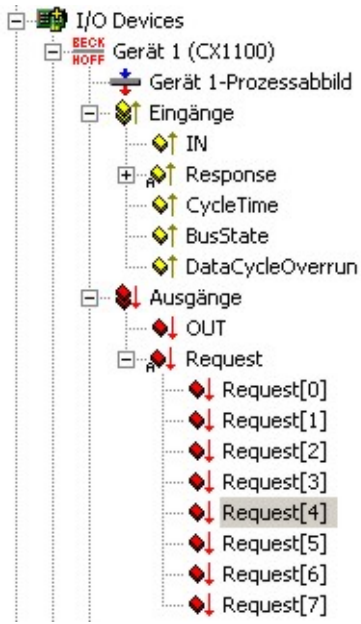 I/O Devices
BECK
HOFF
Gerät 1 (CX1100)
Gerät 1-Prozessabbild
Eingänge
IN
A
Response
CycleTime
BusState
DataCycleOverrun
Ausgänge
OUT
A
Request
Request[0]
Request[1]
Request[2]
Request[3]
Request[4]
Request[5]
Request[6]
Request[7]